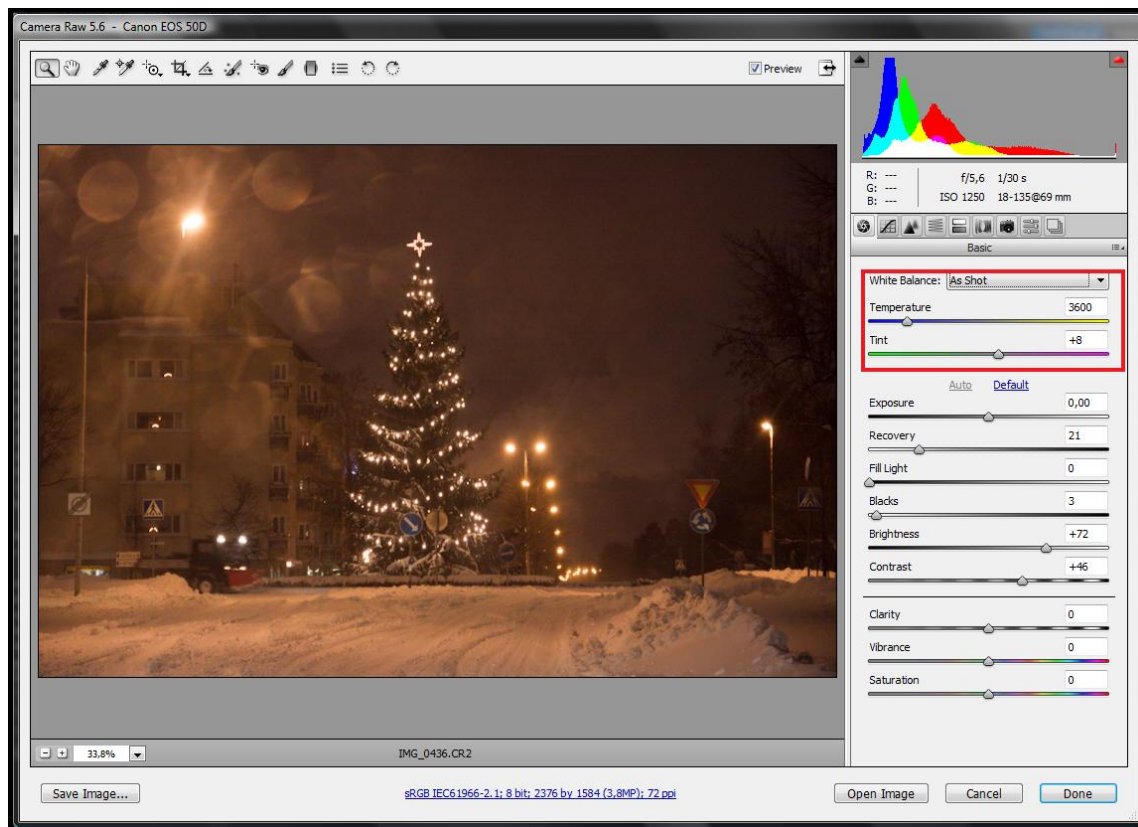 Camera Raw 5.6 - Canon EOS 50D
Preview
R: ---
G: ---
B: ---
f/5,6 1/30 s
ISO 1250 18-135@69 mm
Basic
White Balance: As Shot
Temperature 3600
Tint +8
Auto Default
Exposure 0,00
Recovery 21
Fill Light 0
Blacks 3
Brightness +72
Contrast +46
Clarity 0
Vibrance 0
Saturation 0
33,8% IMG_0436.CR2
Save Image... sRGB IEC61966-2.1; 8 bit; 2376 by 1584 (3,8MP); 72 ppi Open Image Cancel Done